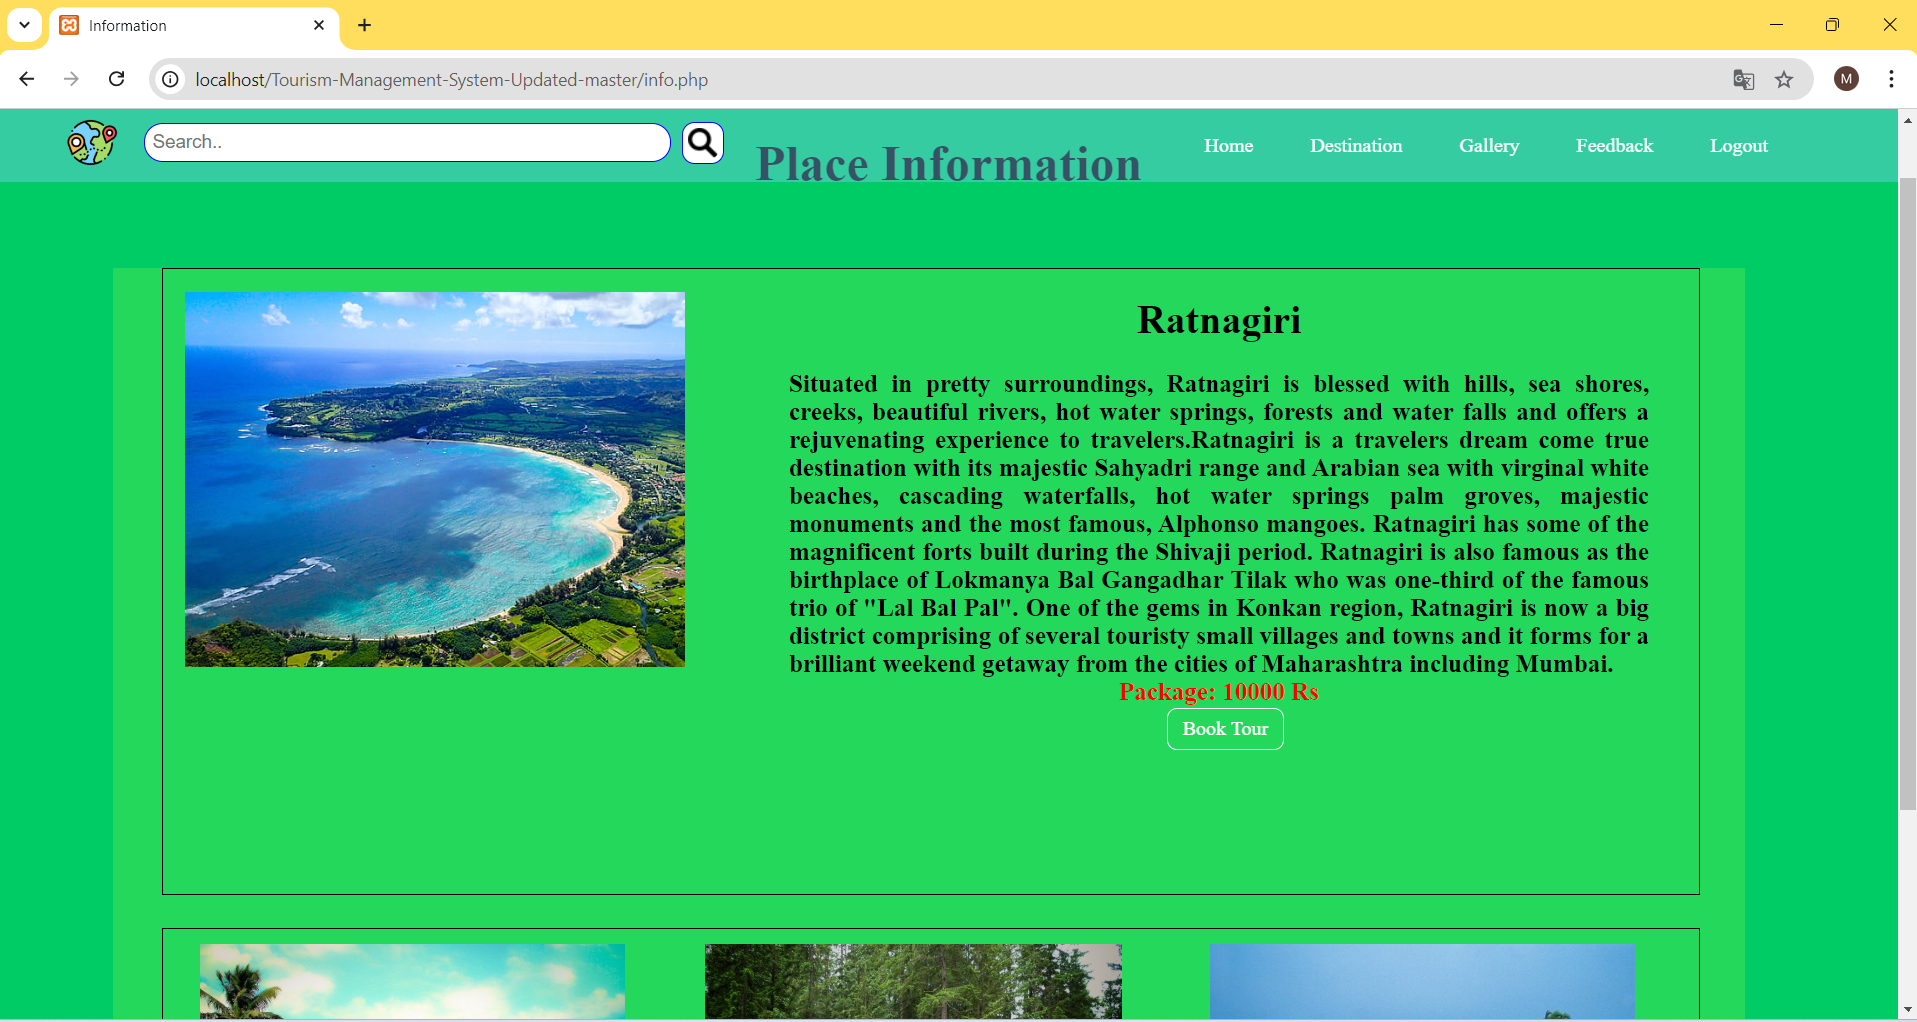 Information
localhost/Tourism-Management-System-Updated-master/info.php
M
Search..
Place Information
Home
Destination
Gallery
Feedback
Logout
Ratnagiri
Situated in pretty surroundings, Ratnagiri is blessed with hills, sea shores,
creeks, beautiful rivers, hot water springs, forests and water falls and offers a
rejuvenating experience to travelers.Ratnagiri is a travelers dream come true
destination with its majestic Sahyadri range and Arabian sea with virginal white
beaches, cascading waterfalls, hot water springs palm groves, majestic
monuments and the most famous, Alphonso mangoes. Ratnagiri has some of the
magnificent forts built during the Shivaji period. Ratnagiri is also famous as the
birthplace of Lokmanya Bal Gangadhar Tilak who was one-third of the famous
trio of "Lal Bal Pal". One of the gems in Konkan region, Ratnagiri is now a big
district comprising of several touristy small villages and towns and it forms for a
brilliant weekend getaway from the cities of Maharashtra including Mumbai.
Package: 10000 Rs
Book Tour